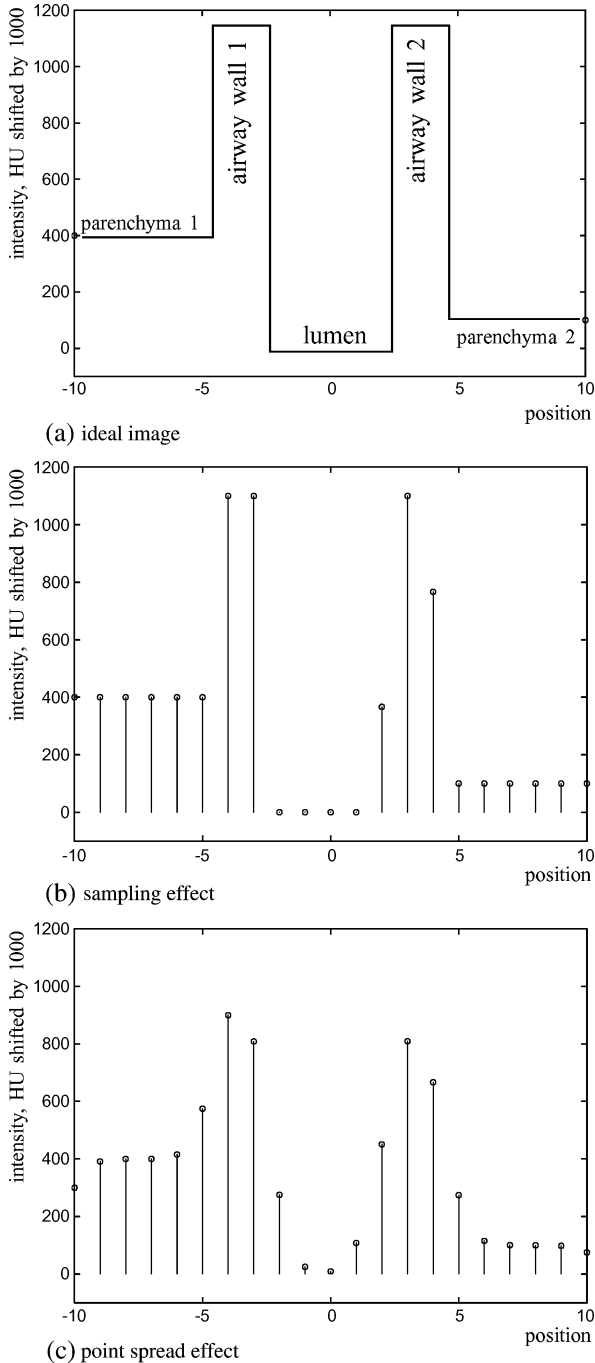 intensity, HU shifted by 1000
1200
1000
800
600
400
200
0
airway wall 1
airway wall 2
parenchyma 1
lumen
parenchyma 2
-10
-5
0
5
10
position
(a) ideal image
intensity, HU shifted by 1000
1200
1000
800
600
400
200
0
-10
-5
0
5
10
position
(b) sampling effect
intensity, HU shifted by 1000
1200
1000
800
600
400
200
0
-10
-5
0
5
10
position
(c) point spread effect